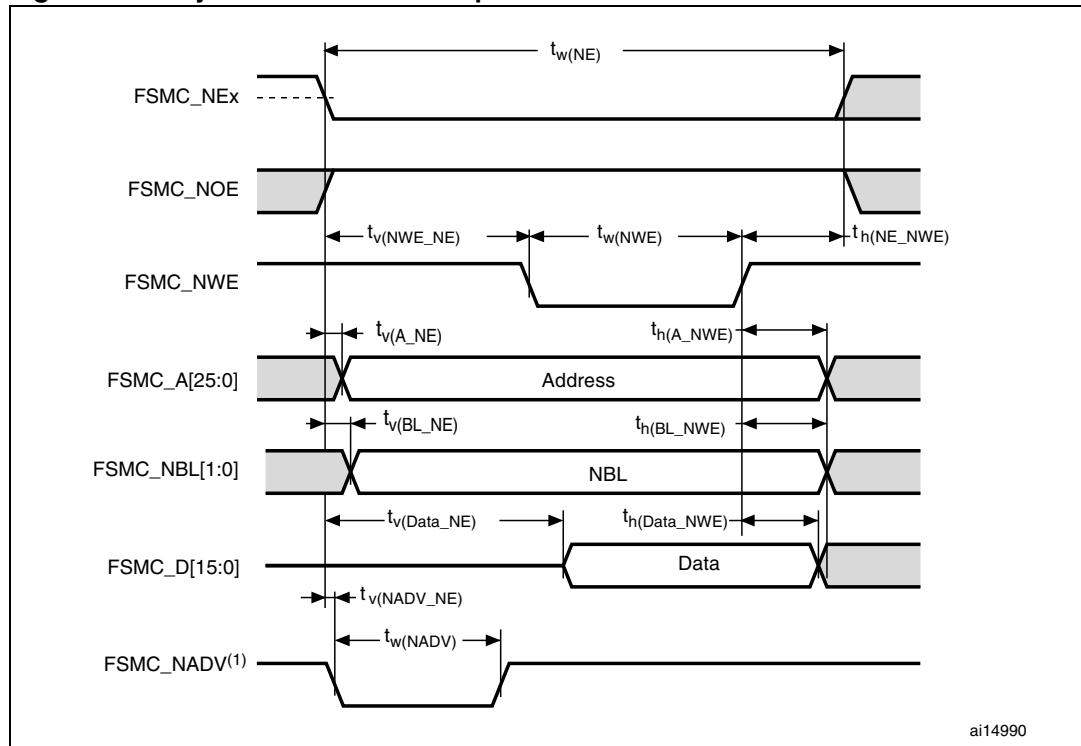 tw(NE)
FSMC_NEx
FSMC_NOE
tv(NWE_NE)
tw(NWE)
th(NE_NWE)
FSMC_NWE
tv(A_NE)
th(A_NWE)
FSMC_A[25:0]
Address
tv(BL_NE)
th(BL_NWE)
FSMC_NBL[1:0]
NBL
tv(Data_NE)
th(Data_NWE)
FSMC_D[15:0]
Data
tv(NADV_NE)
tw(NADV)
FSMC_NADV(1)
ai14990